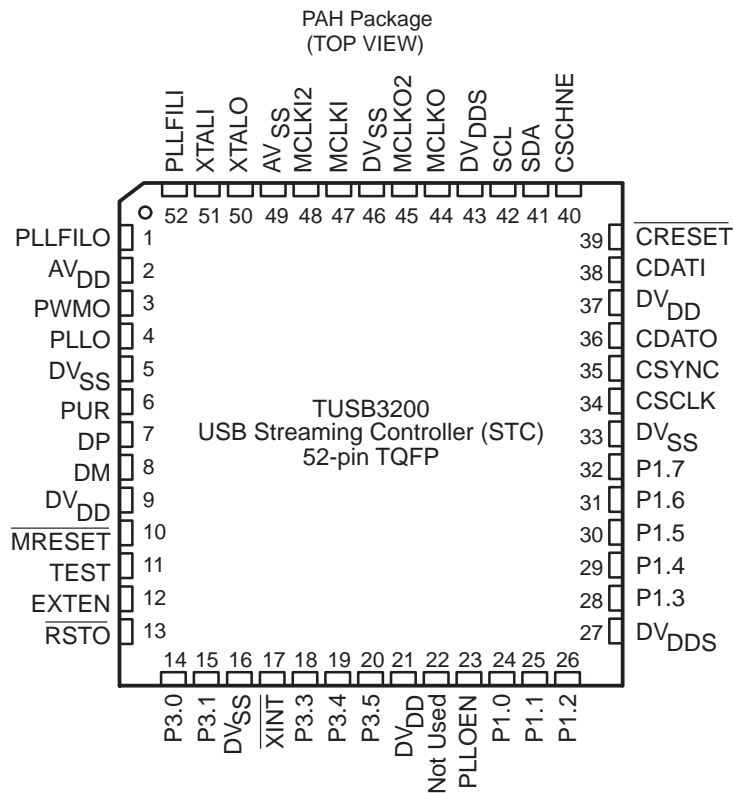 PAH Package
(TOP VIEW)
PLLFILI
XTALI
XTALO
AVSS
MCLKI2
MCLKI
DVSS
MCLKO2
MCLKO
DVDDS
SCL
SDA
CSCHNE
52 51 50 49 48 47 46 45 44 43 42 41 40
PLLFILO 1
AVDD 2
PWMO 3
PLLO 4
DVSS 5
PUR 6
DP 7
DM 8
DVDD 9
MRESET 10
TEST 11
EXTEN 12
RSTO 13
TUSB3200
USB Streaming Controller (STC)
52-pin TQFP
39 CRESET
38 CDATI
37 DVDD
36 CDATO
35 CSYNC
34 CSCLK
33 DVSS
32 P1.7
31 P1.6
30 P1.5
29 P1.4
28 P1.3
27 DVDDS
14 15 16 17 18 19 20 21 22 23 24 25 26
P3.0
P3.1
DVSS
XINT
P3.3
P3.4
P3.5
DVDD
Not Used
PLLOEN
P1.0
P1.1
P1.2